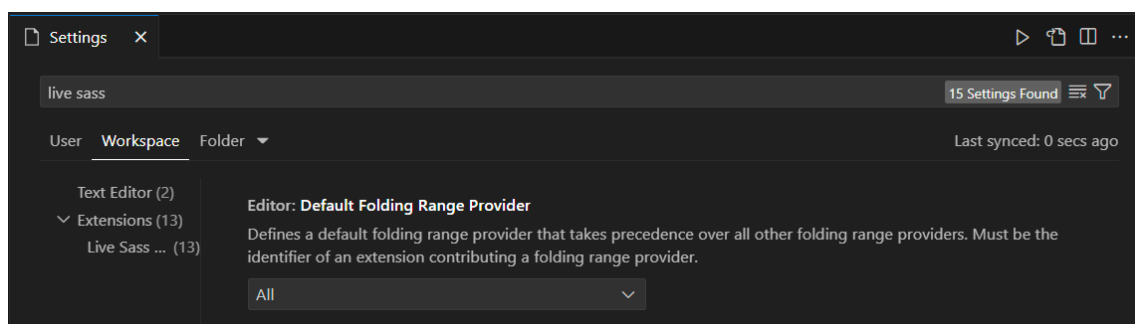 Settings
live sass
15 Settings Found
User Workspace Folder
Last synced: 0 secs ago
Text Editor (2)
Extensions (13)
Live Sass ... (13)
Editor: Default Folding Range Provider
Defines a default folding range provider that takes precedence over all other folding range providers. Must be the
identifier of an extension contributing a folding range provider.
All